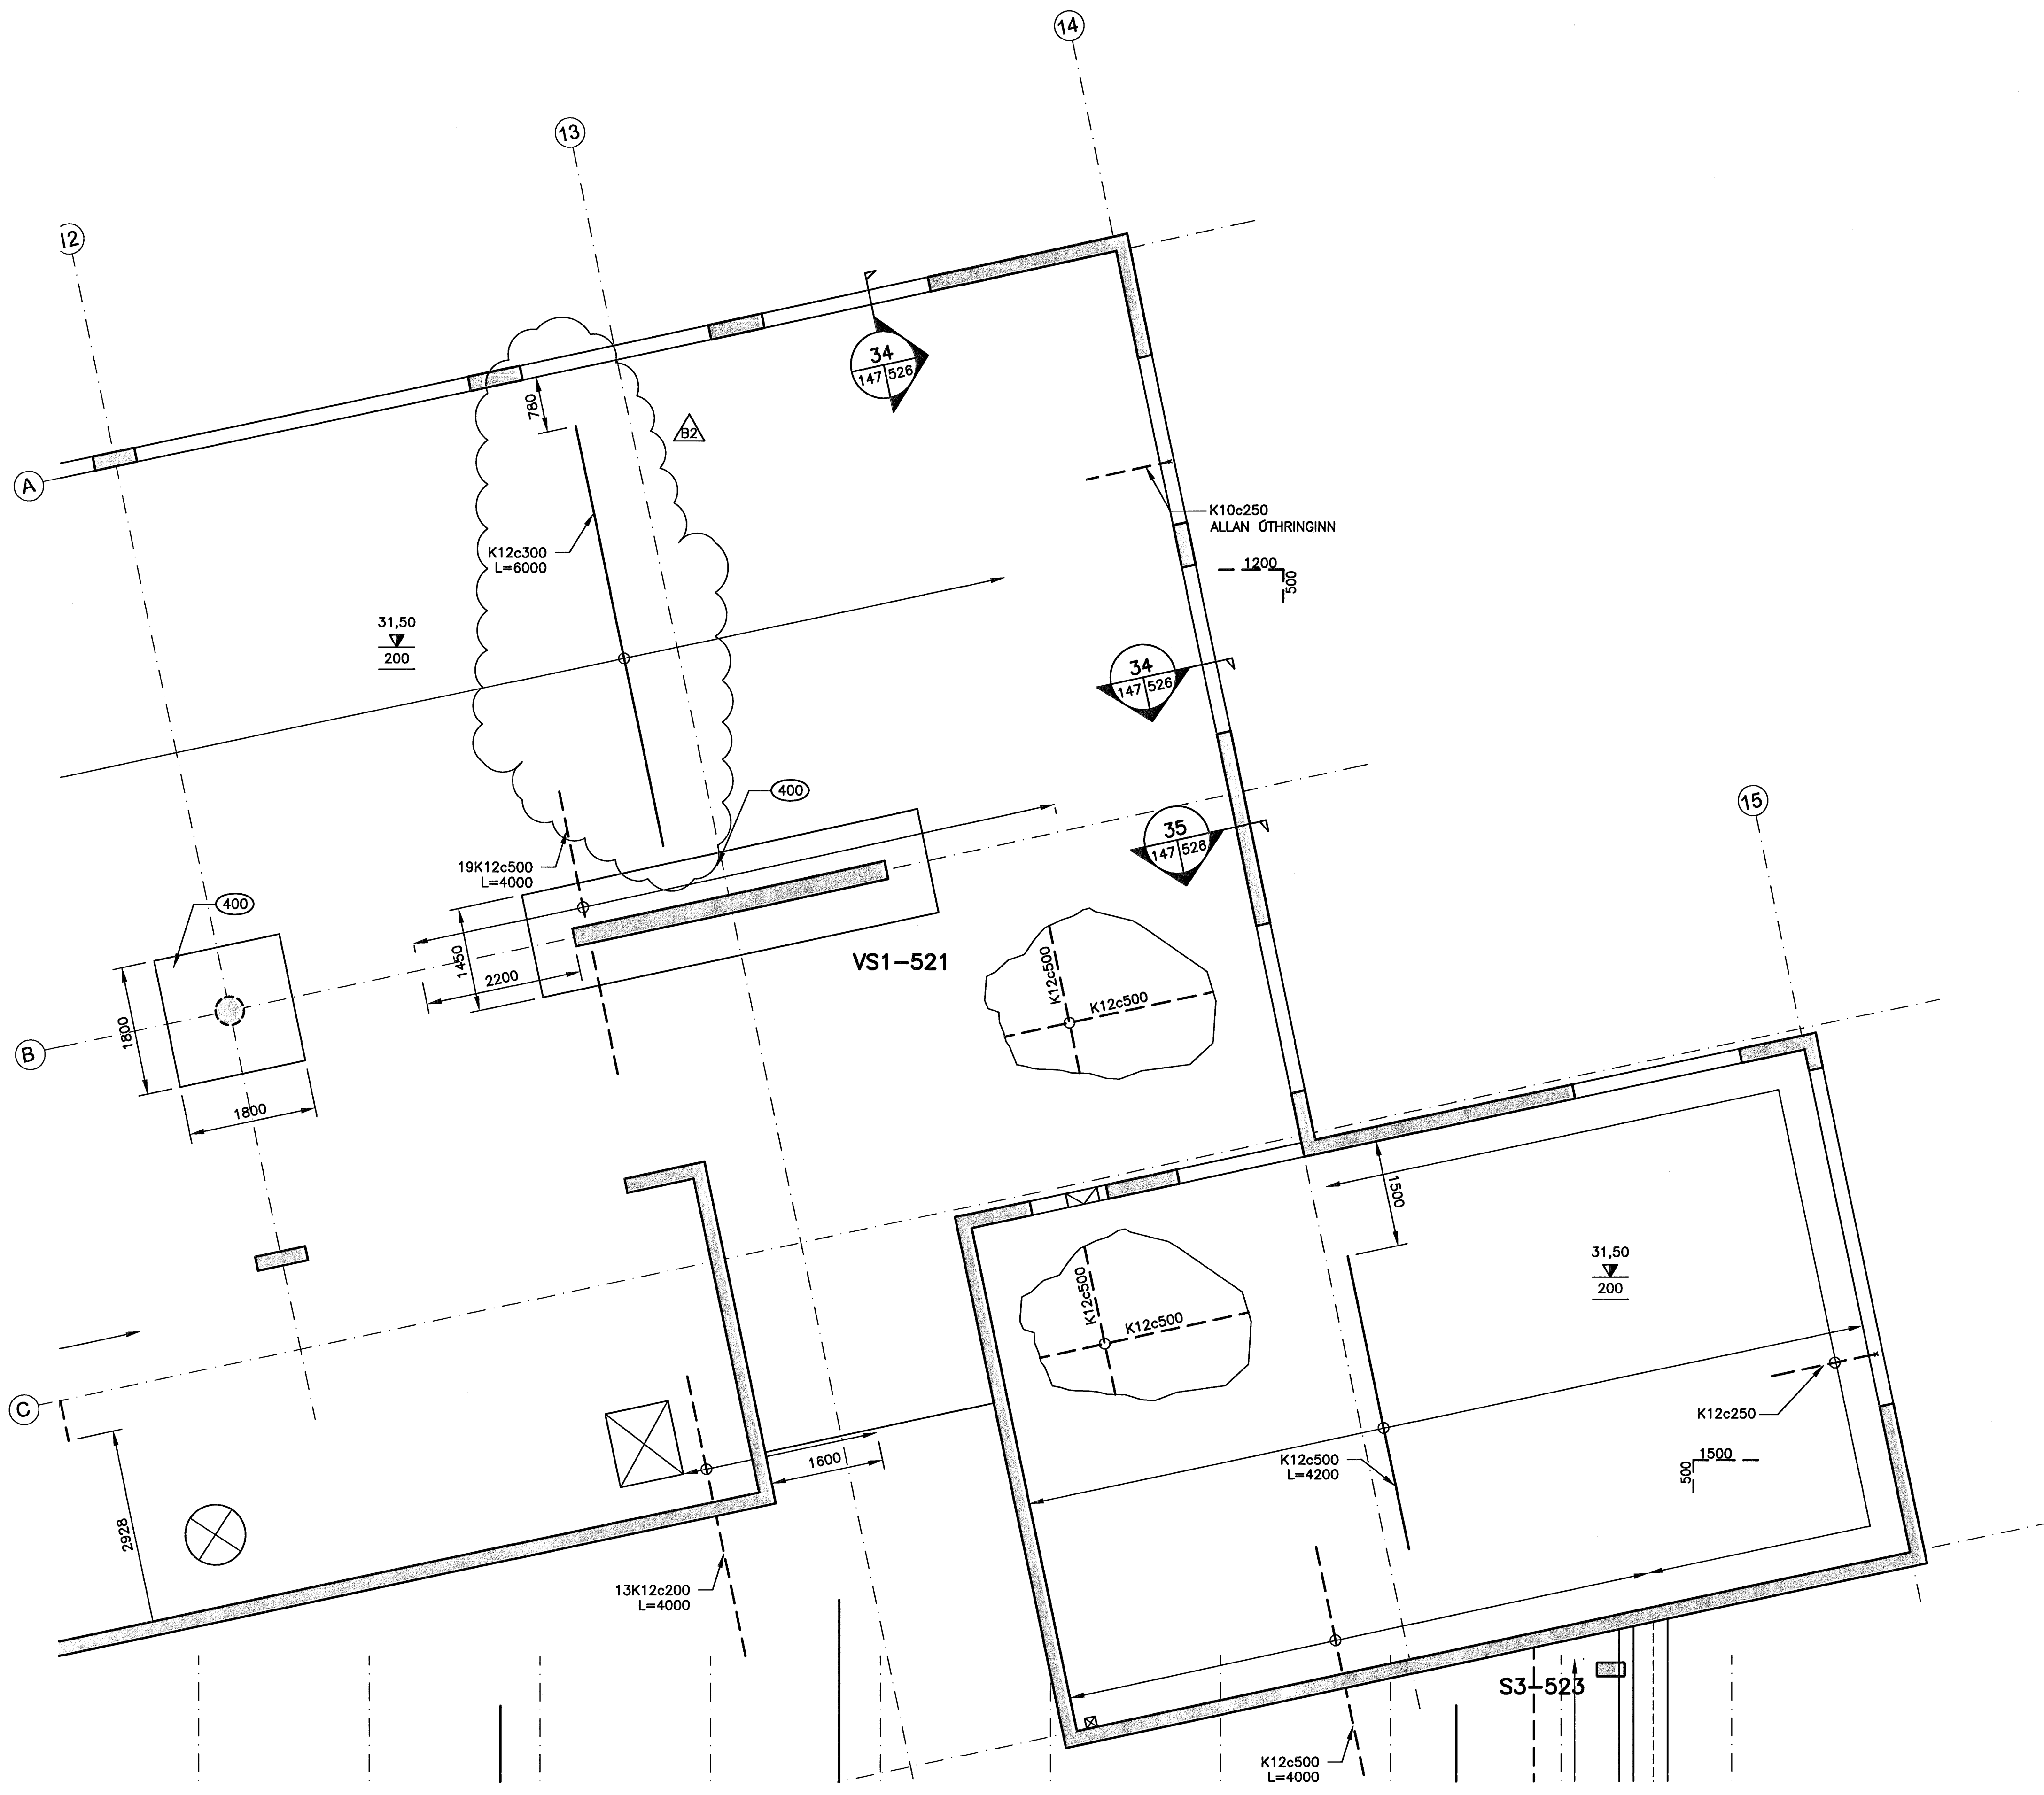 14
13
12
34
147 526
780
B2
A
K10c250
ALLAN ÚTHRINGINN
K12c300
L=6000
1200
500
31,50
200
34
147 526
400
15
35
147 526
19K12c500
L=4000
400
1450
2200
VS1-521
K12c500
K12c500
B
1800
1800
1500
31,50
200
K12c500
K12c500
C
K12c250
1600
K12c500
L=4200
1500
500
2928
13K12c200
L=4000
S3-523
K12c500
L=4000